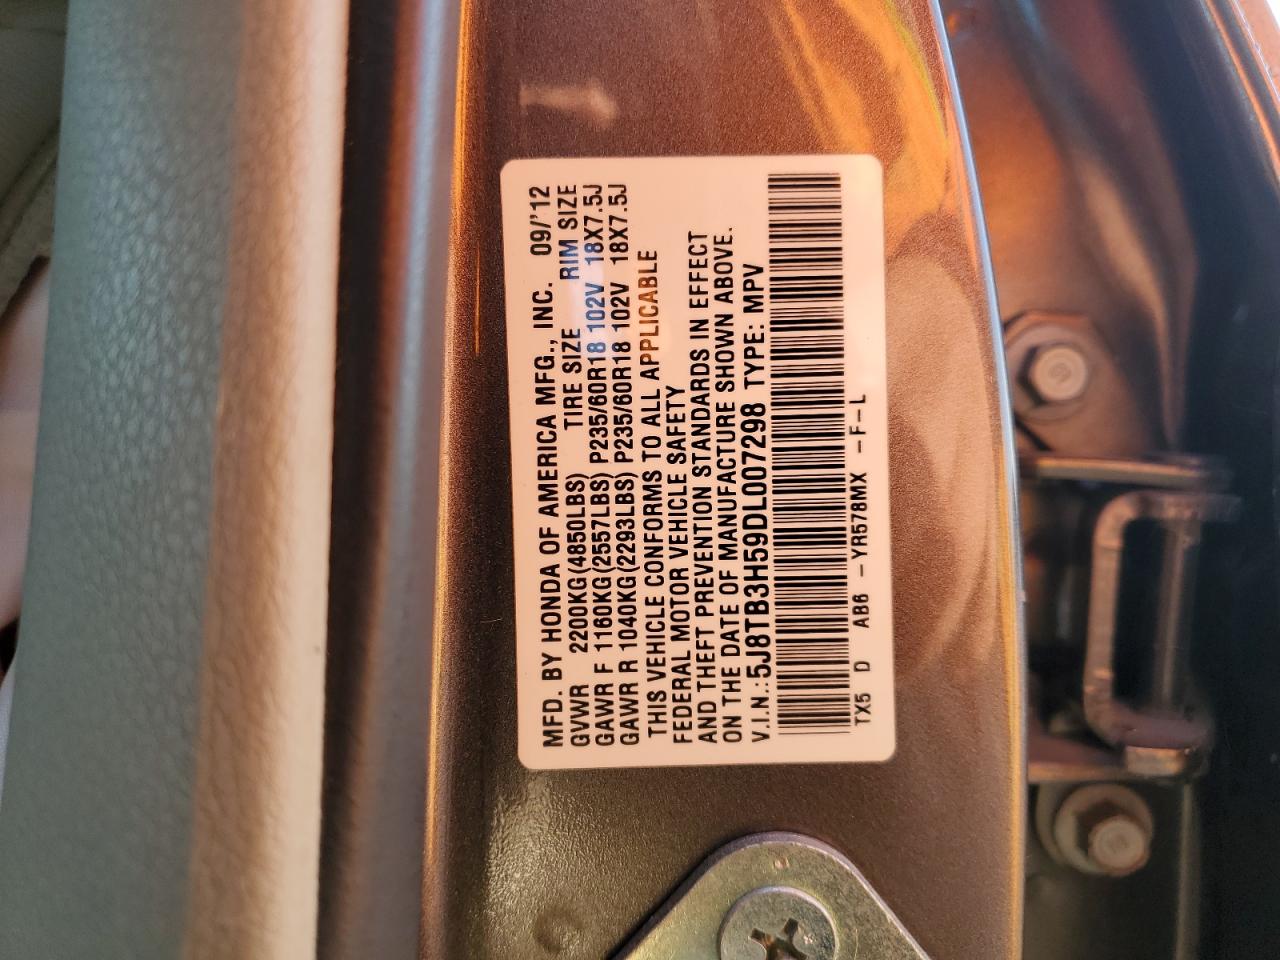 MFD. BY HONDA OF AMERICA MFG., INC. 09/'12
GVWR 2200KG(4850LBS) TIRE SIZE RIM SIZE
GAWR F 1160KG(2557LBS) P235/60R18 102V 18X7.5J
GAWR R 1040KG(2293LBS) P235/60R18 102V 18X7.5J
THIS VEHICLE CONFORMS TO ALL APPLICABLE
FEDERAL MOTOR VEHICLE SAFETY
AND THEFT PREVENTION STANDARDS IN EFFECT
ON THE DATE OF MANUFACTURE SHOWN ABOVE.
V.I.N.:5J8TB3H59DL007298 TYPE: MPV
TX5 D AB6 -YR578MX -F-L